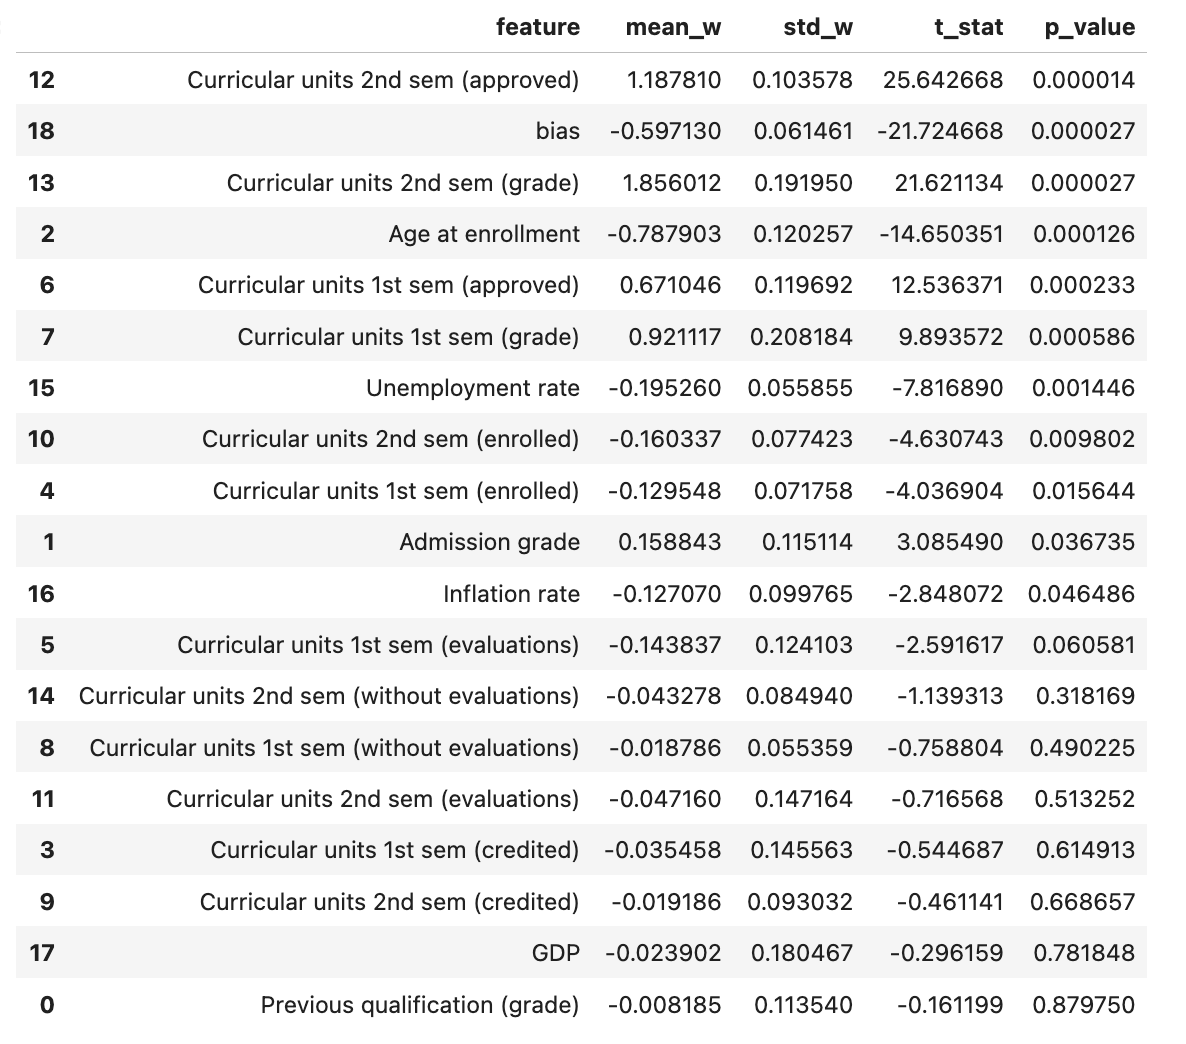 feature mean_w std_w t_stat p_value
12 Curricular units 2nd sem (approved) 1.187810 0.103578 25.642668 0.000014
18 bias -0.597130 0.061461 -21.724668 0.000027
13 Curricular units 2nd sem (grade) 1.856012 0.191950 21.621134 0.000027
2 Age at enrollment -0.787903 0.120257 -14.650351 0.000126
6 Curricular units 1st sem (approved) 0.671046 0.119692 12.536371 0.000233
7 Curricular units 1st sem (grade) 0.921117 0.208184 9.893572 0.000586
15 Unemployment rate -0.195260 0.055855 -7.816890 0.001446
10 Curricular units 2nd sem (enrolled) -0.160337 0.077423 -4.630743 0.009802
4 Curricular units 1st sem (enrolled) -0.129548 0.071758 -4.036904 0.015644
1 Admission grade 0.158843 0.115114 3.085490 0.036735
16 Inflation rate -0.127070 0.099765 -2.848072 0.046486
5 Curricular units 1st sem (evaluations) -0.143837 0.124103 -2.591617 0.060581
14 Curricular units 2nd sem (without evaluations) -0.043278 0.084940 -1.139313 0.318169
8 Curricular units 1st sem (without evaluations) -0.018786 0.055359 -0.758804 0.490225
11 Curricular units 2nd sem (evaluations) -0.047160 0.147164 -0.716568 0.513252
3 Curricular units 1st sem (credited) -0.035458 0.145563 -0.544687 0.614913
9 Curricular units 2nd sem (credited) -0.019186 0.093032 -0.461141 0.668657
17 GDP -0.023902 0.180467 -0.296159 0.781848
0 Previous qualification (grade) -0.008185 0.113540 -0.161199 0.879750